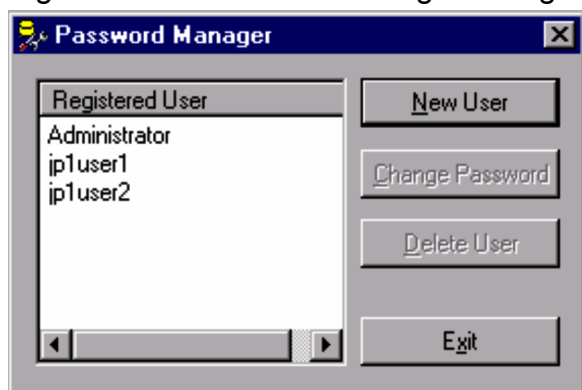 Password Manager
Registered User
Administrator
jp1user1
jp1user2
New User
Change Password
Delete User
Exit